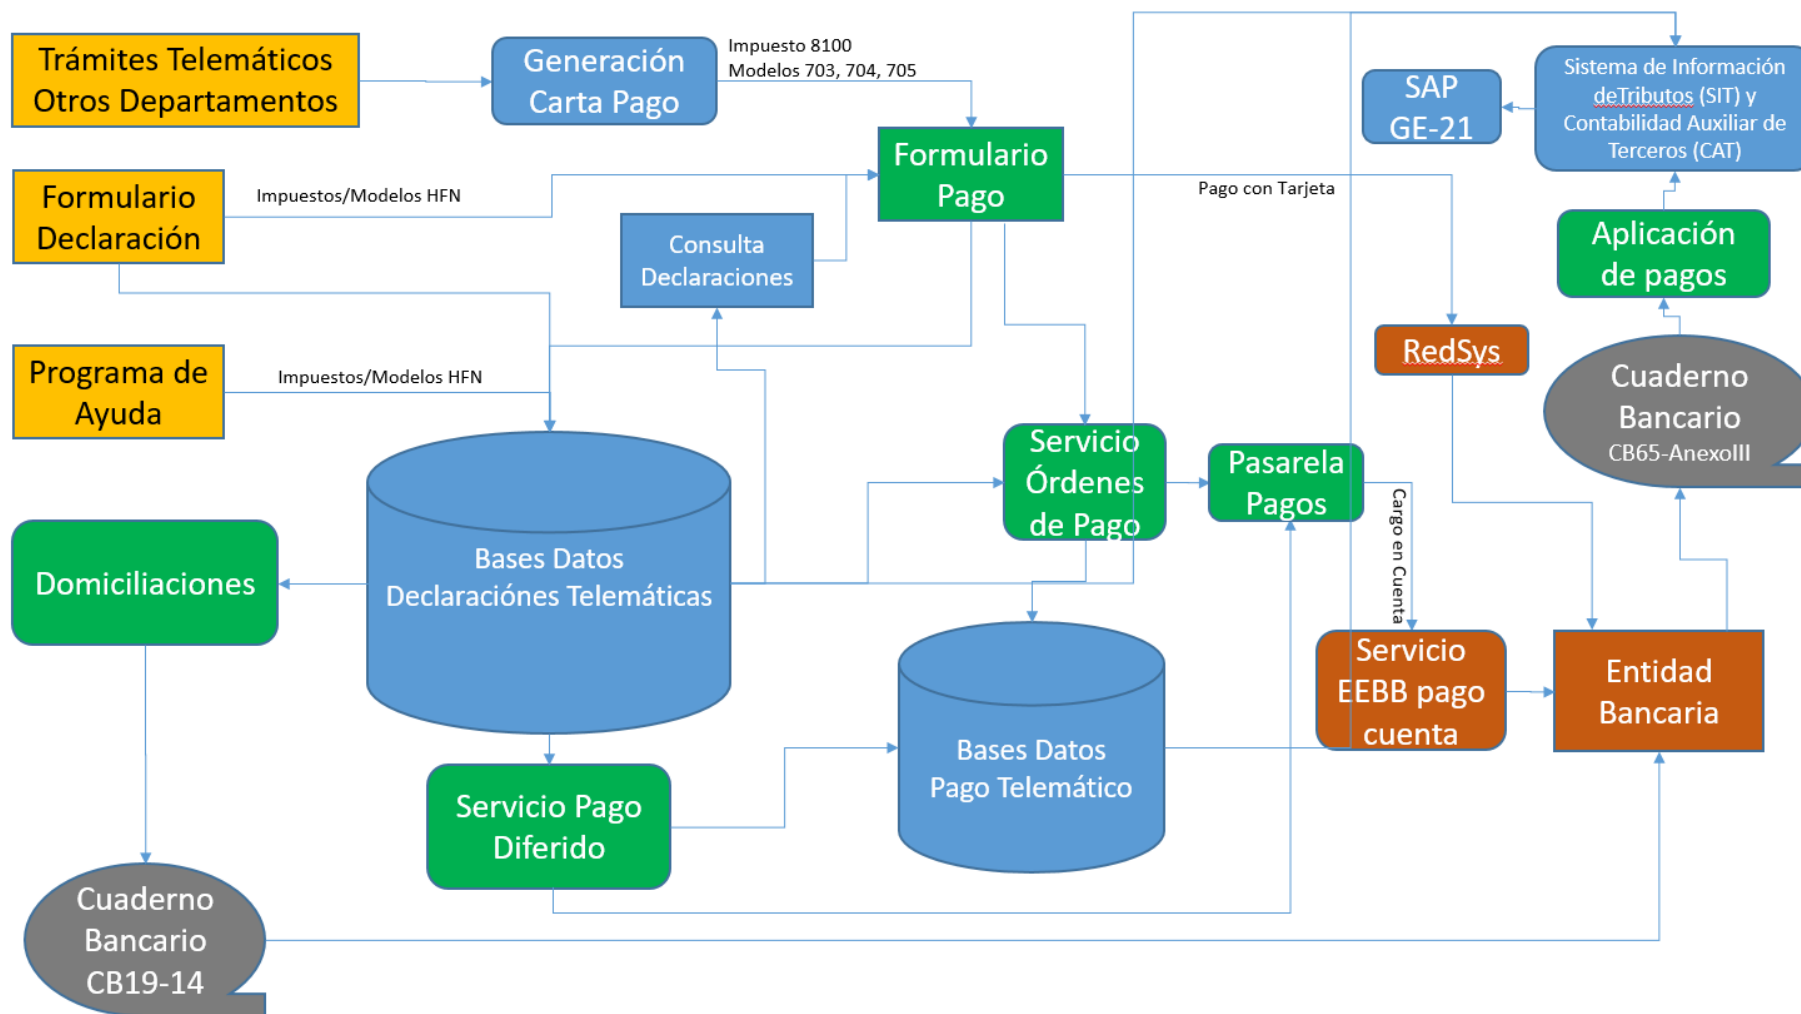 Trámites Telemáticos
Otros Departamentos
Generación
Carta Pago
Impuesto 8100
Modelos 703, 704, 705
SAP
GE-21
Sistema de Información
deTributos (SIT) y
Contabilidad Auxiliar de
Terceros (CAT)
Formulario
Pago
Formulario
Declaración
Impuestos/Modelos HFN
Pago con Tarjeta
Consulta
Declaraciones
Aplicación
de pagos
RedSys
Programa de
Ayuda
Impuestos/Modelos HFN
Cuaderno
Bancario
CB65-AnexoIII
Servicio
Órdenes
de Pago
Pasarela
Pagos
Cargo en Cuenta
Bases Datos
Declaraciónes Telemáticas
Domiciliaciones
Servicio
EEBB pago
cuenta
Entidad
Bancaria
Bases Datos
Pago Telemático
Servicio Pago
Diferido
Cuaderno
Bancario
CB19-14